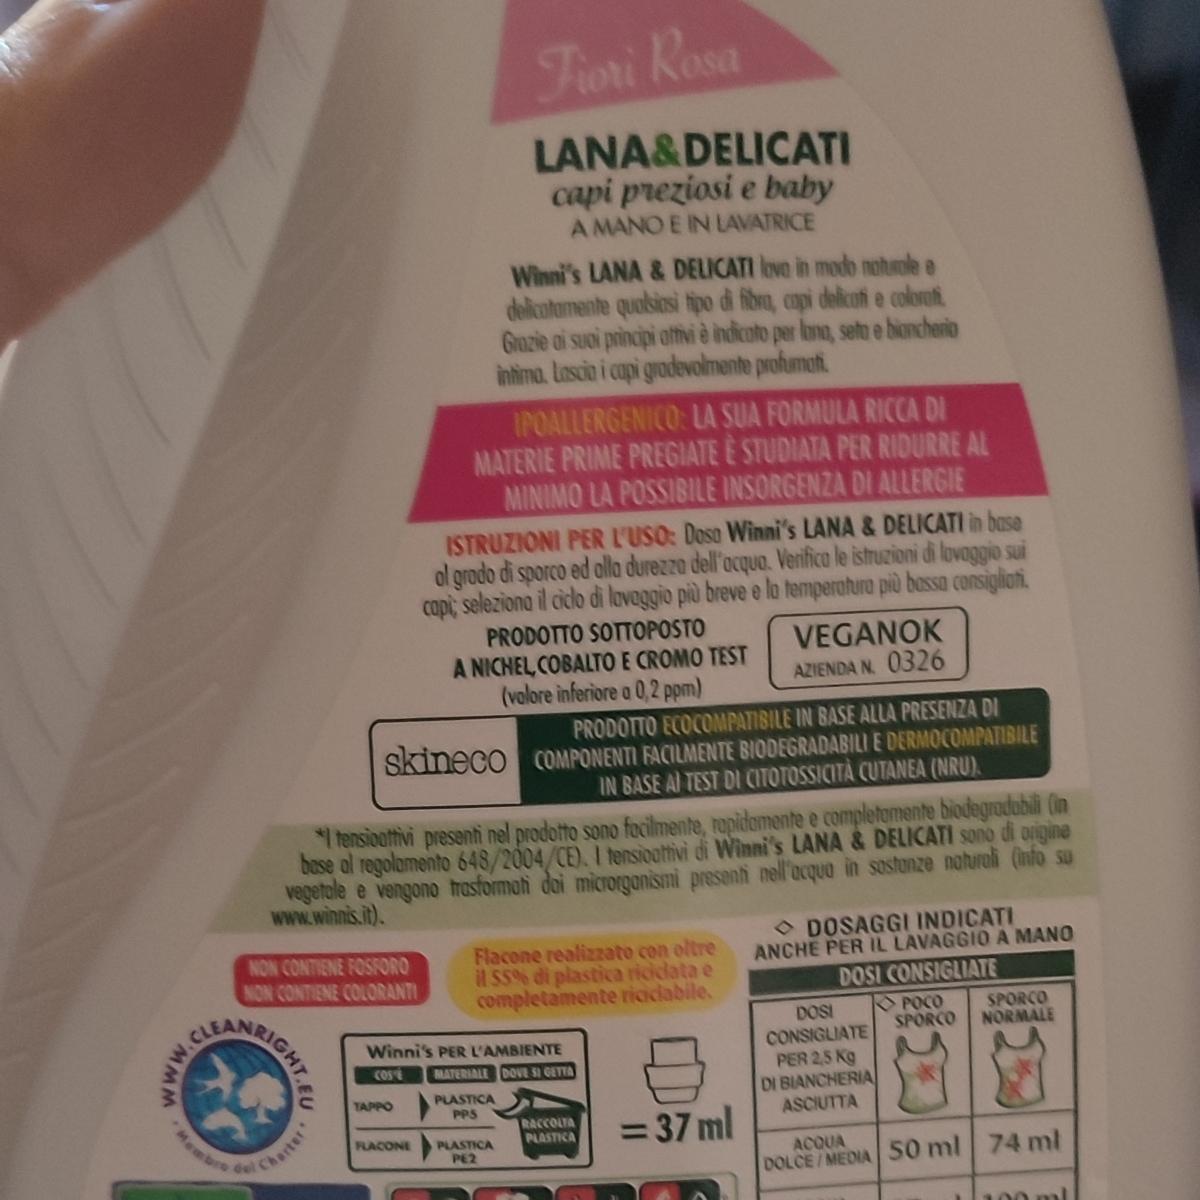 Fiori Rosa
LANA&DELICATI
capi preziosi e baby
A MANO E IN LAVATRICE
Winni's LANA & DELICATI lava in modo naturale e
delicatamente qualsiasi tipo di fibra, capi delicati e colorati.
Grazie ai suoi principi attivi è indicato per lana, seta e biancheria
intima. Lascia i capi gradevolmente profumati.
IPOALLERGENICO: LA SUA FORMULA RICCA DI
MATERIE PRIME PREGIATE È STUDIATA PER RIDURRE AL
MINIMO LA POSSIBILE INSORGENZA DI ALLERGIE
ISTRUZIONI PER L'USO: Dosa Winni's LANA & DELICATI in base
al grado di sporco ed alla durezza dell'acqua. Verifica le istruzioni di lavaggio sui
capi; seleziona il ciclo di lavaggio più breve e la temperatura più bassa consigliati.
PRODOTTO SOTTOPOSTO
A NICHEL, COBALTO E CROMO TEST
(valore inferiore a 0,2 ppm)
VEGANOK
AZIENDA N. 0326
skineco
PRODOTTO ECOCOMPATIBILE IN BASE ALLA PRESENZA DI
COMPONENTI FACILMENTE BIODEGRADABILI E DERMOCOMPATIBILE
IN BASE AI TEST DI CITOTOSSICITÀ CUTANEA (NRU).
*I tensioattivi presenti nel prodotto sono facilmente, rapidamente e completamente biodegradabili (in
base al regolamento 648/2004/CE). I tensioattivi di Winni's LANA & DELICATI sono di origine
vegetale e vengono trasformati dai microrganismi presenti nell'acqua in sostanze naturali (info su
www.winnis.it).
NON CONTIENE FOSFORO
NON CONTIENE COLORANTI
Flacone realizzato con oltre
il 55% di plastica riciclata e
completamente riciclabile.
◇ DOSAGGI INDICATI
ANCHE PER IL LAVAGGIO A MANO
DOSI CONSIGLIATE
DOSI
CONSIGLIATE
PER 2,5 Kg
DI BIANCHERIA
ASCIUTTA
◇ POCO
SPORCO
SPORCO
NORMALE
ACQUA
DOLCE / MEDIA
50 ml
74 ml
100 ml
WWW.CLEANRIGHT.EU
Membro del Charter
Winni's PER L'AMBIENTE
COS'È MATERIALE DOVE SI GETTA
TAPPO PLASTICA
PP5
FLACONE PLASTICA
PE2
RACCOLTA
PLASTICA
= 37 ml